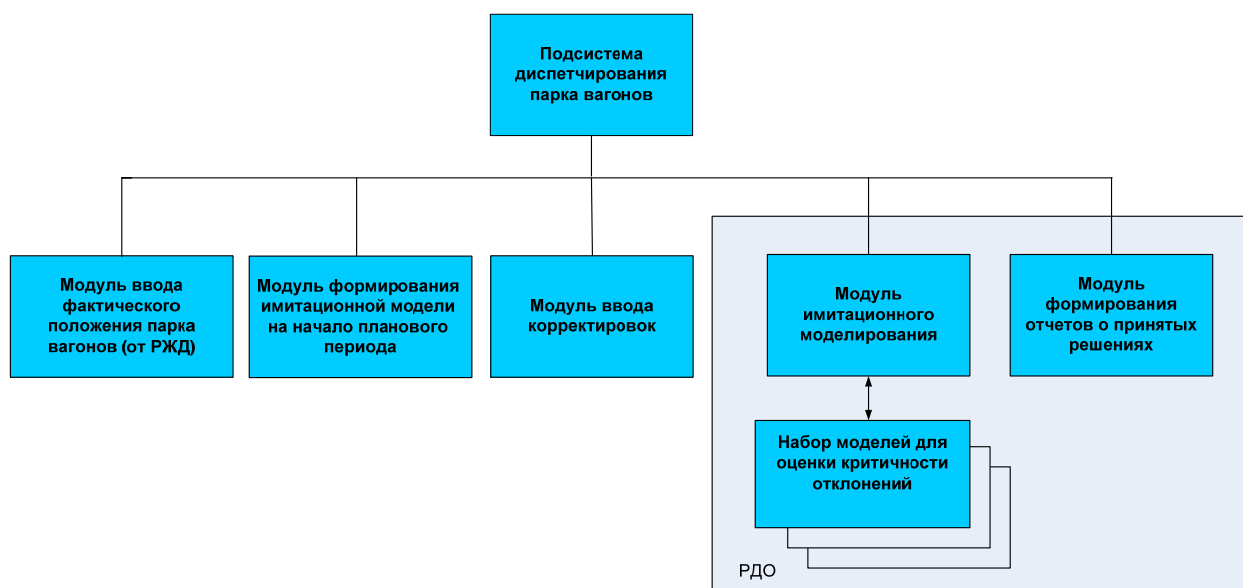 Подсистема
диспетчирования
парка вагонов
Модуль ввода
фактического
положения парка
вагонов (от РЖД)
Модуль формирования
имитационной модели
на начало планового
периода
Модуль ввода
корректировок
Модуль
имитационного
моделирования
Модуль
формирования
отчетов о принятых
решениях
Набор моделей для
оценки критичности
отклонений
РДО